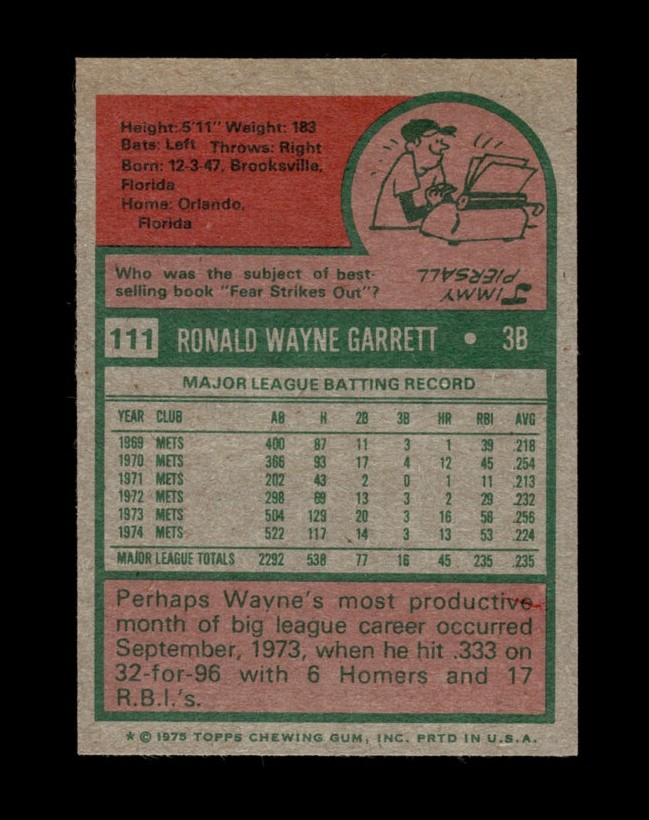 Height: 5'11" Weight: 183
Bats: Left Throws: Right
Born: 12-3-47, Brooksville,
Florida
Home: Orlando,
Florida
Who was the subject of best-
selling book "Fear Strikes Out"?
JIMMY
PIERSALL
111 RONALD WAYNE GARRETT • 3B
MAJOR LEAGUE BATTING RECORD
YEAR CLUB AB H 2B 3B HR RBI AVG
1969 METS 400 87 11 3 1 39 .218
1970 METS 366 93 17 4 12 45 .254
1971 METS 202 43 2 0 1 11 .213
1972 METS 298 69 13 3 2 29 .232
1973 METS 504 129 20 3 16 58 .256
1974 METS 522 117 14 3 13 53 .224
MAJOR LEAGUE TOTALS 2292 538 77 16 45 235 .235
Perhaps Wayne's most productive
month of big league career occurred
September, 1973, when he hit .333 on
32-for-96 with 6 Homers and 17
R.B.I.'s.
* © 1975 TOPPS CHEWING GUM, INC. PRTD IN U.S.A.